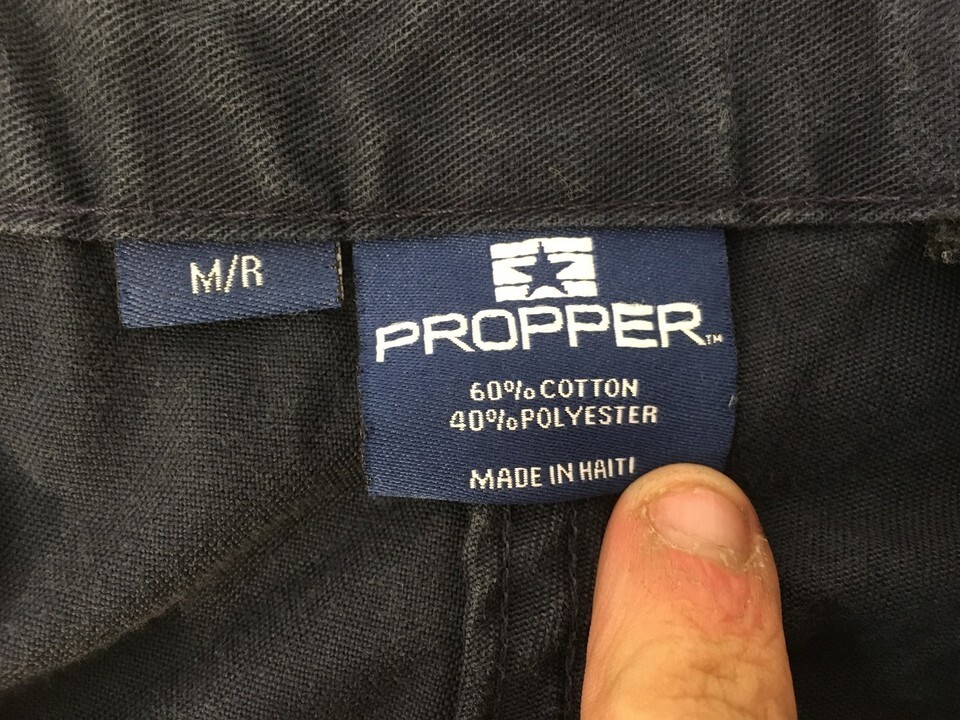 M/R
PROPPER™
60% COTTON
40% POLYESTER
MADE IN HAITI